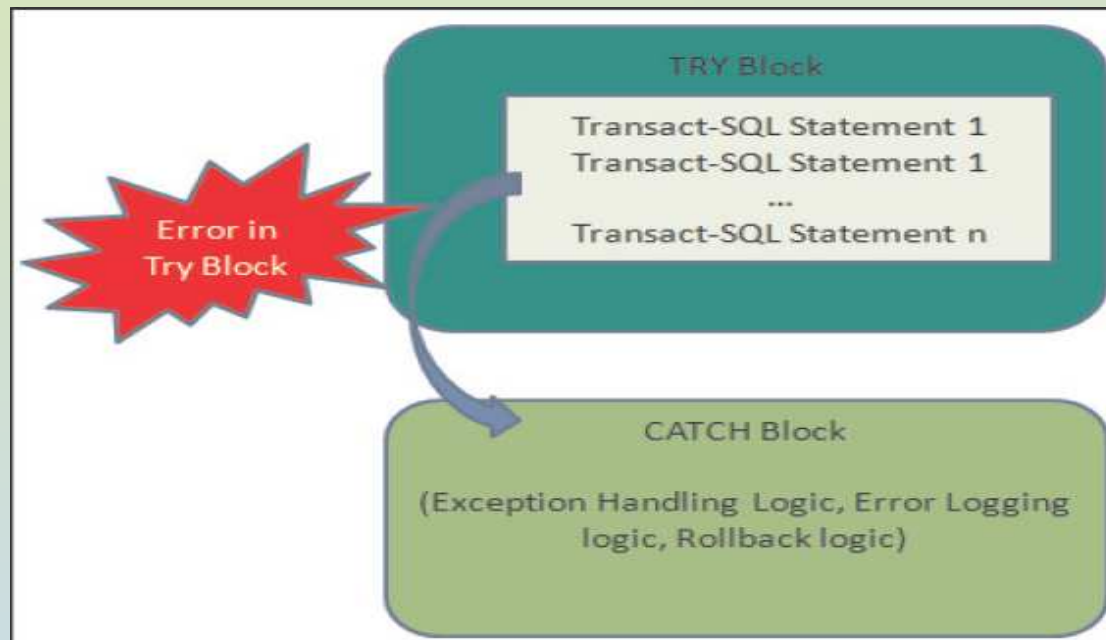 TRY Block
Transact-SQL Statement 1
Transact-SQL Statement 1
...
Transact-SQL Statement n
Error in
Try Block
CATCH Block
(Exception Handling Logic, Error Logging
logic, Rollback logic)